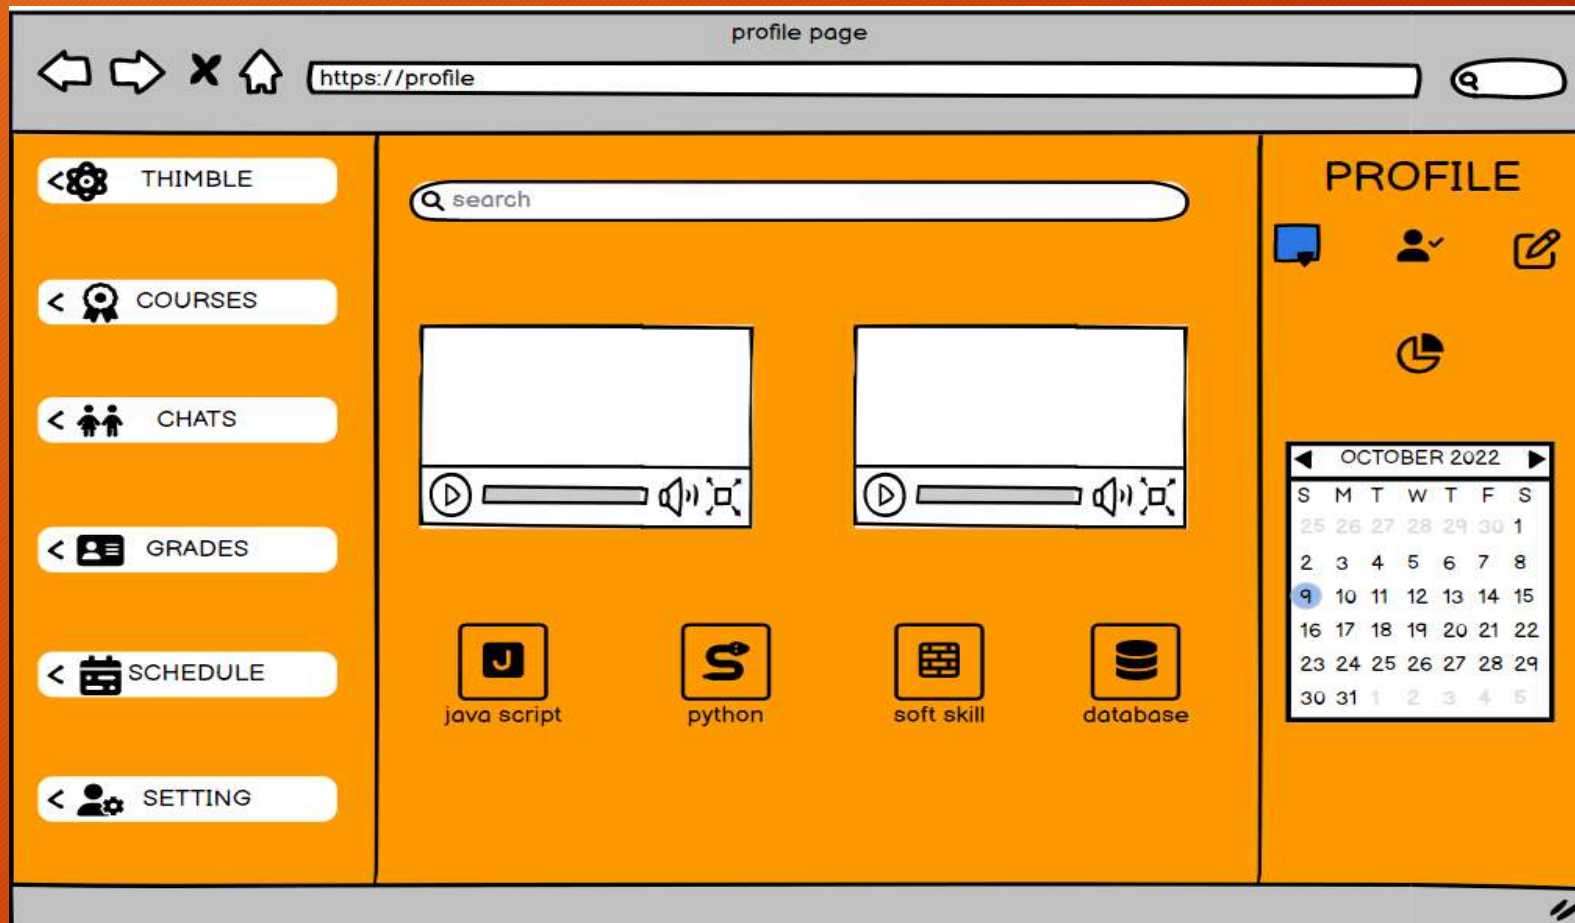 profile page
https://profile
THIMBLE
COURSES
CHATS
GRADES
SCHEDULE
SETTING
search
J
java script
python
soft skill
database
PROFILE
OCTOBER 2022
S M T W T F S
25 26 27 28 29 30 1
2 3 4 5 6 7 8
9 10 11 12 13 14 15
16 17 18 19 20 21 22
23 24 25 26 27 28 29
30 31 1 2 3 4 5